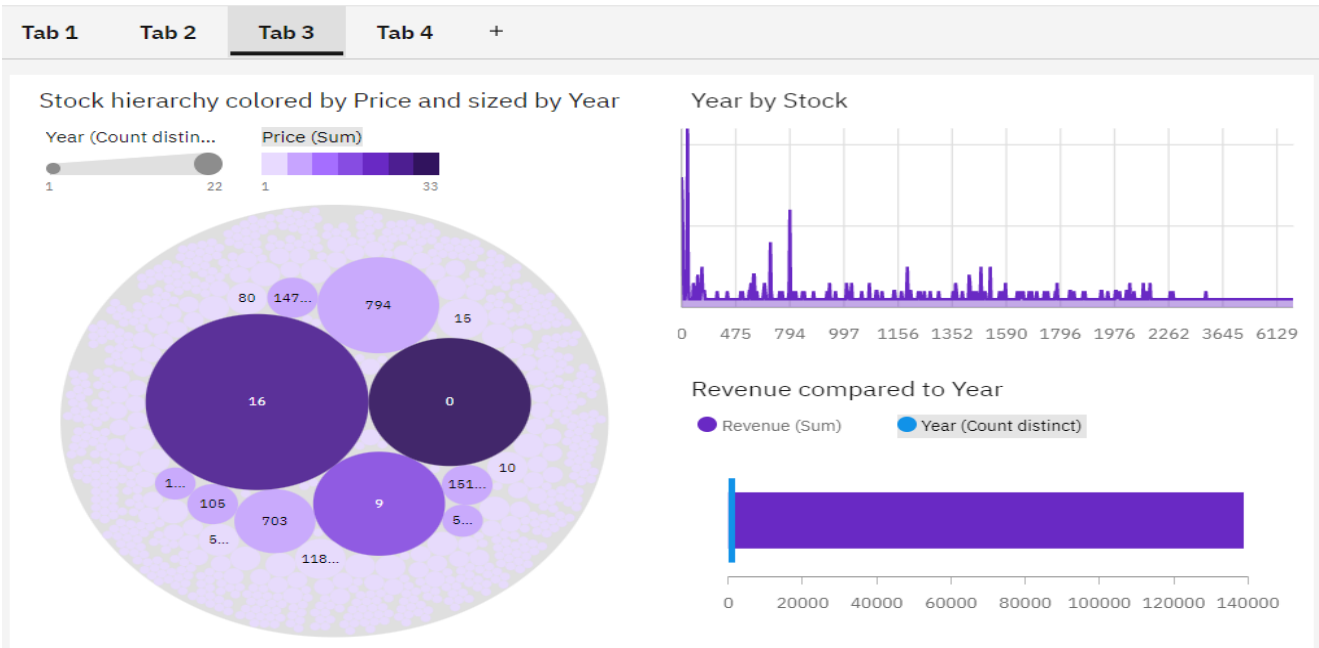 Tab 1 Tab 2 Tab 3 Tab 4 +
Stock hierarchy colored by Price and sized by Year
Year (Count distin... Price (Sum)
1 22 1 33
80 147... 794 15
16 0
10
1... 151...
105 9
703 5...
5...
118...
Year by Stock
0 475 794 997 1156 1352 1590 1796 1976 2262 3645 6129
Revenue compared to Year
Revenue (Sum) Year (Count distinct)
0 20000 40000 60000 80000 100000 120000 140000